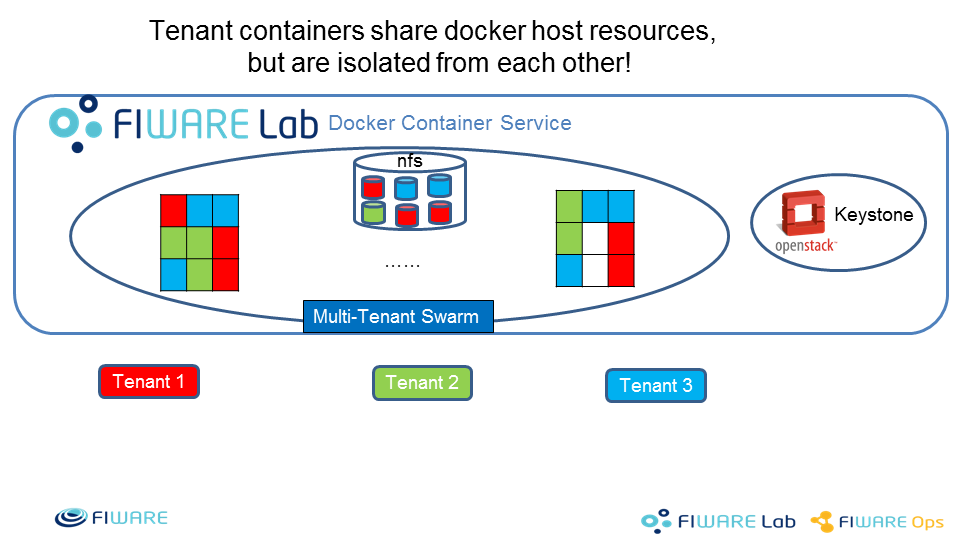 Tenant containers share docker host resources,
but are isolated from each other!
FIWARE Lab Docker Container Service
nfs
openstack™
Keystone
......
Multi-Tenant Swarm
Tenant 1
Tenant 2
Tenant 3
FIWARE
FIWARE Lab
FIWARE Ops